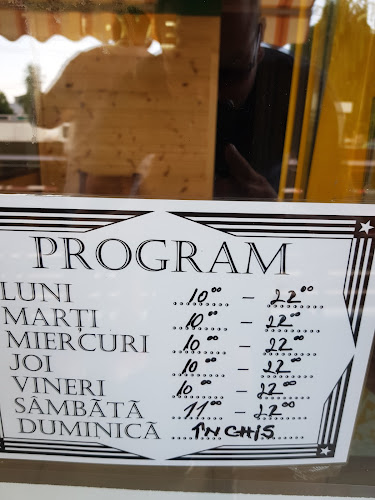 PROGRAM
LUNI 10⁰⁰ - 22⁰⁰
MARȚI 10⁰⁰ - 22⁰⁰
MIERCURI 10⁰⁰ - 22⁰⁰
JOI 10⁰⁰ - 22⁰⁰
VINERI 10⁰⁰ - 22⁰⁰
SÂMBĂTĂ 11⁰⁰ - 22⁰⁰
DUMINICĂ ÎNCHIS